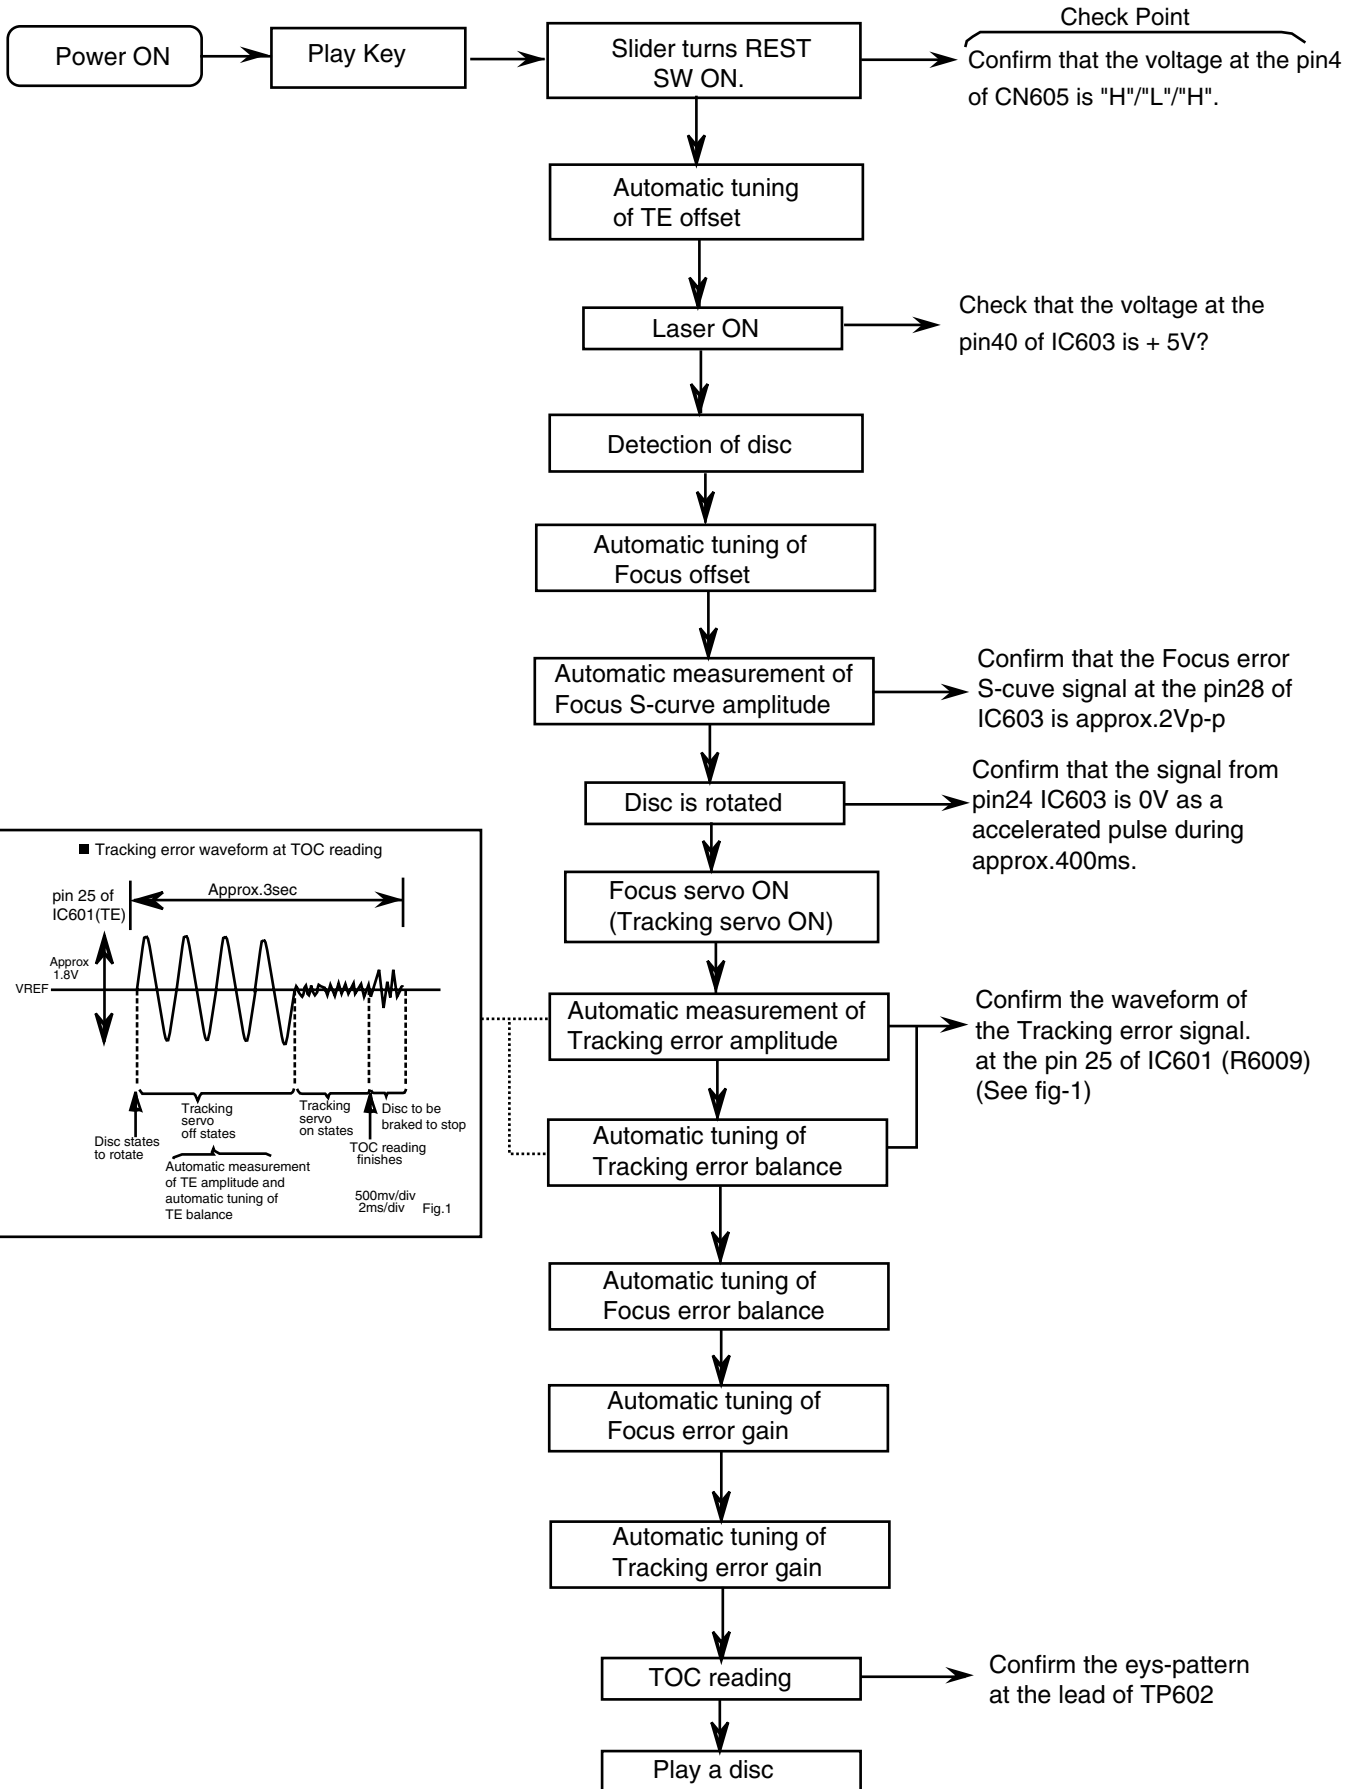 Check Point
Power ON
Play Key
Slider turns REST
SW ON.
Confirm that the voltage at the pin4
of CN605 is "H"/"L"/"H".
Automatic tuning
of TE offset
Laser ON
Check that the voltage at the
pin40 of IC603 is + 5V?
Detection of disc
Automatic tuning of
Focus offset
Automatic measurement of
Focus S-curve amplitude
Confirm that the Focus error
S-cuve signal at the pin28 of
IC603 is approx.2Vp-p
Disc is rotated
Confirm that the signal from
pin24 IC603 is 0V as a
accelerated pulse during
approx.400ms.
Focus servo ON
(Tracking servo ON)
■ Tracking error waveform at TOC reading
pin 25 of
IC601(TE)
Approx.3sec
Approx
1.8V
VREF
Disc states
to rotate
Tracking
servo
off states
Tracking
servo
on states
Disc to be
braked to stop
TOC reading
finishes
Automatic measurement
of TE amplitude and
automatic tuning of
TE balance
500mv/div
2ms/div
Fig.1
Automatic measurement of
Tracking error amplitude
Confirm the waveform of
the Tracking error signal.
at the pin 25 of IC601 (R6009)
(See fig-1)
Automatic tuning of
Tracking error balance
Automatic tuning of
Focus error balance
Automatic tuning of
Focus error gain
Automatic tuning of
Tracking error gain
TOC reading
Confirm the eys-pattern
at the lead of TP602
Play a disc